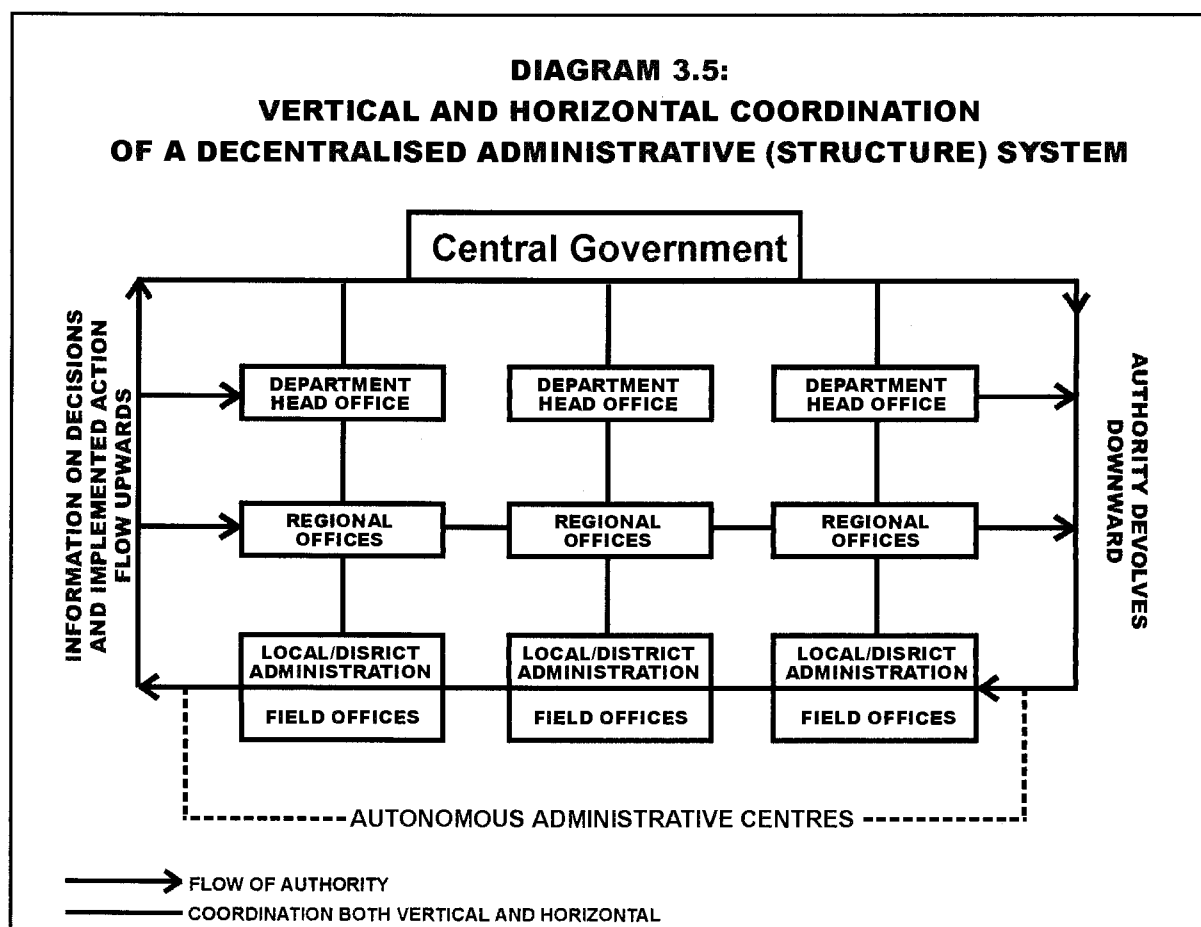 DIAGRAM 3.5:
VERTICAL AND HORIZONTAL COORDINATION
OF A DECENTRALISED ADMINISTRATIVE (STRUCTURE) SYSTEM
Central Government
INFORMATION ON DECISIONS
AND IMPLEMENTED ACTION
FLOW UPWARDS
AUTHORITY DEVOLVES
DOWNWARD
DEPARTMENT
HEAD OFFICE
DEPARTMENT
HEAD OFFICE
DEPARTMENT
HEAD OFFICE
REGIONAL
OFFICES
REGIONAL
OFFICES
REGIONAL
OFFICES
LOCAL/DISRICT
ADMINISTRATION
FIELD OFFICES
LOCAL/DISTRICT
ADMINISTRATION
FIELD OFFICES
LOCAL/DISTRICT
ADMINISTRATION
FIELD OFFICES
AUTONOMOUS ADMINISTRATIVE CENTRES
FLOW OF AUTHORITY
COORDINATION BOTH VERTICAL AND HORIZONTAL